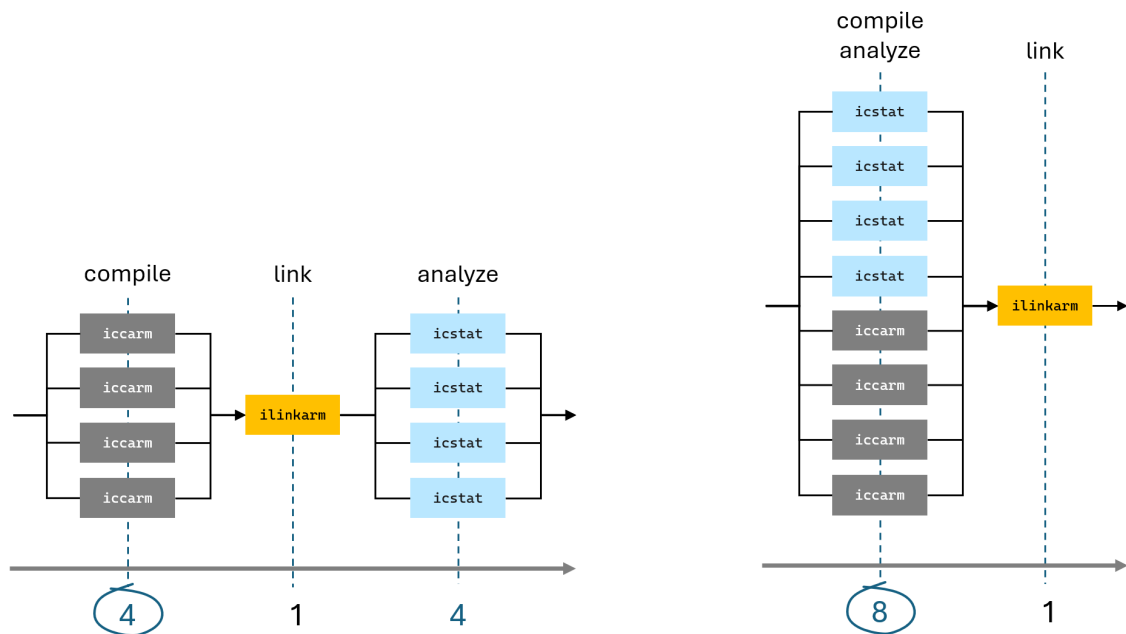 compile
link
analyze
iccarm
iccarm
iccarm
iccarm
ilinkarm
icstat
icstat
icstat
icstat
4
1
4
compile
analyze
link
icstat
icstat
icstat
icstat
iccarm
iccarm
iccarm
iccarm
ilinkarm
8
1